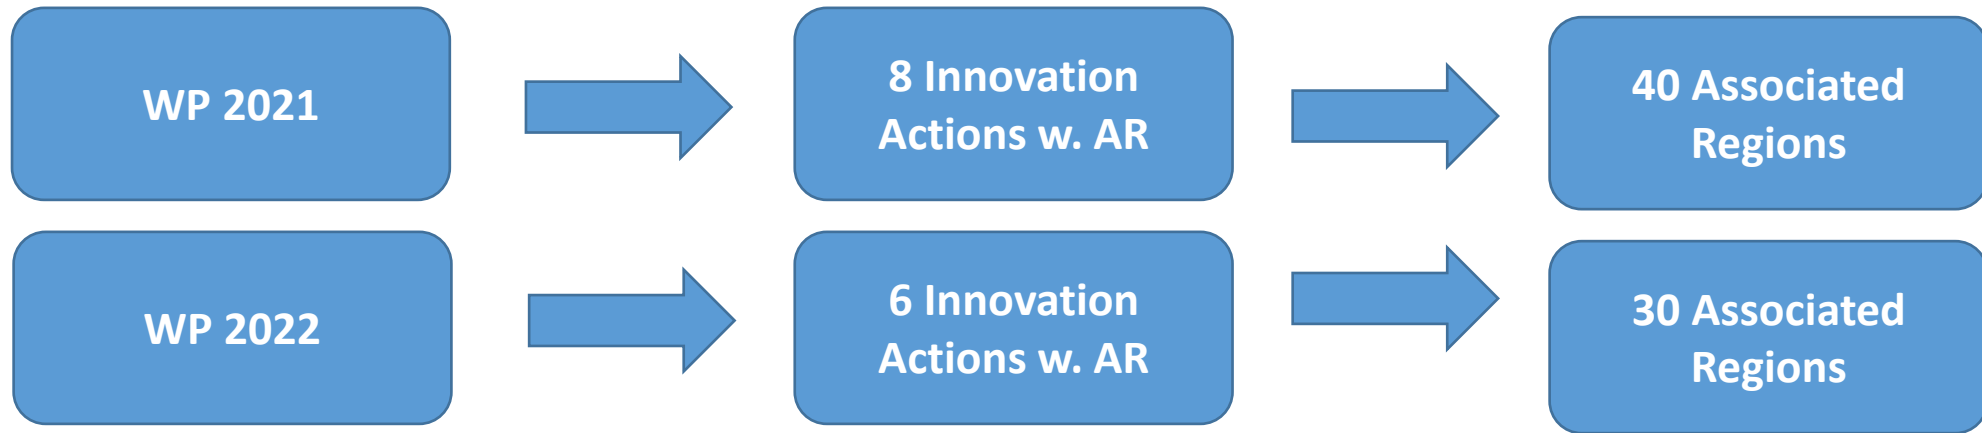 WP 2021
8 Innovation
Actions w. AR
40 Associated
Regions
WP 2022
6 Innovation
Actions w. AR
30 Associated
Regions